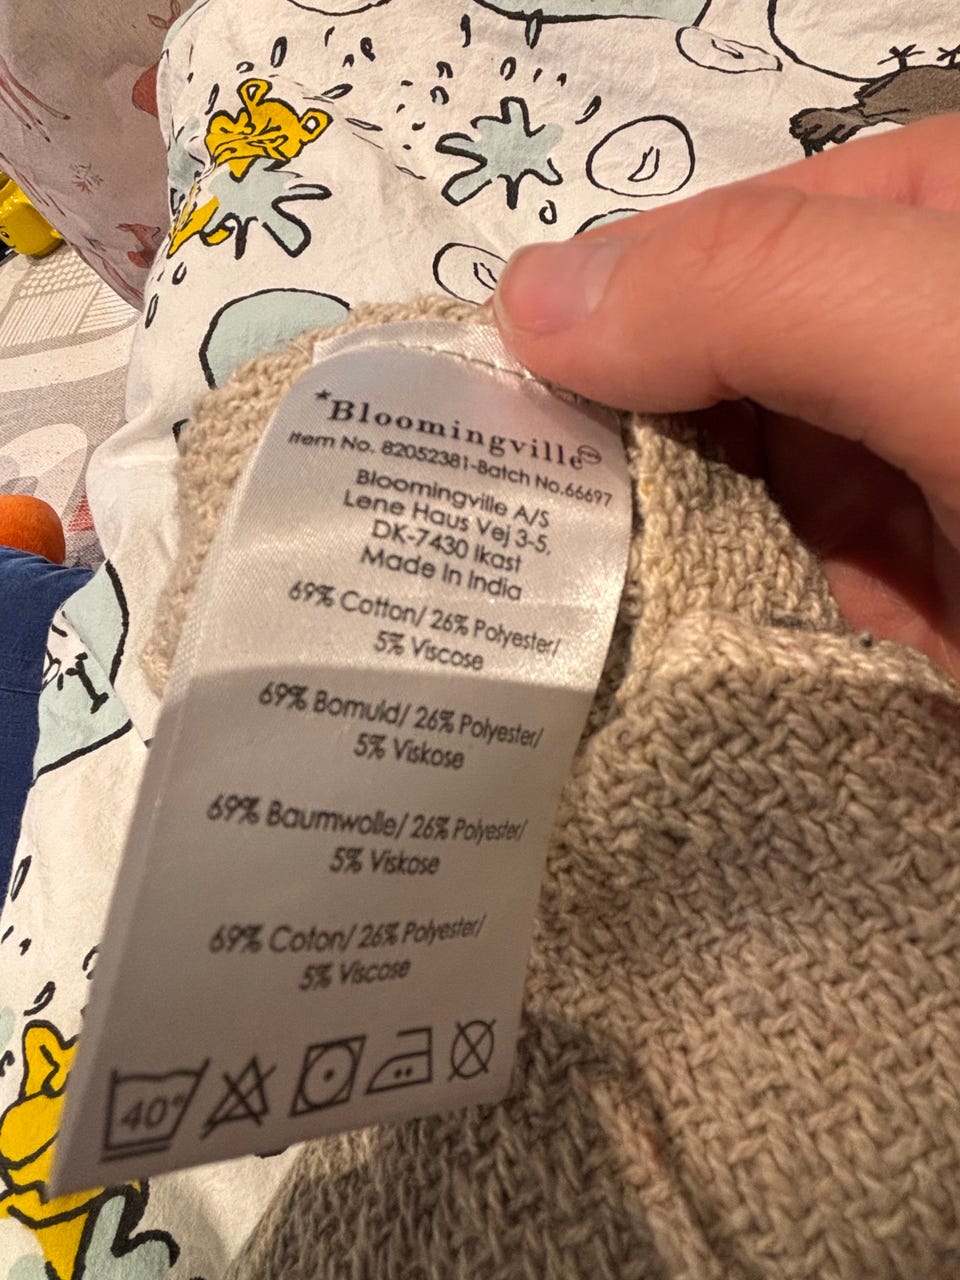 *Bloomingville
Item No. 82052381-Batch No.66697
Bloomingville A/S
Lene Haus Vej 3-5,
DK-7430 Ikast
Made In India
69% Cotton/ 26% Polyester/
5% Viscose
69% Bomuld/ 26% Polyester/
5% Viskose
69% Baumwolle/ 26% Polyester/
5% Viskose
69% Coton/ 26% Polyester/
5% Viscose
40°